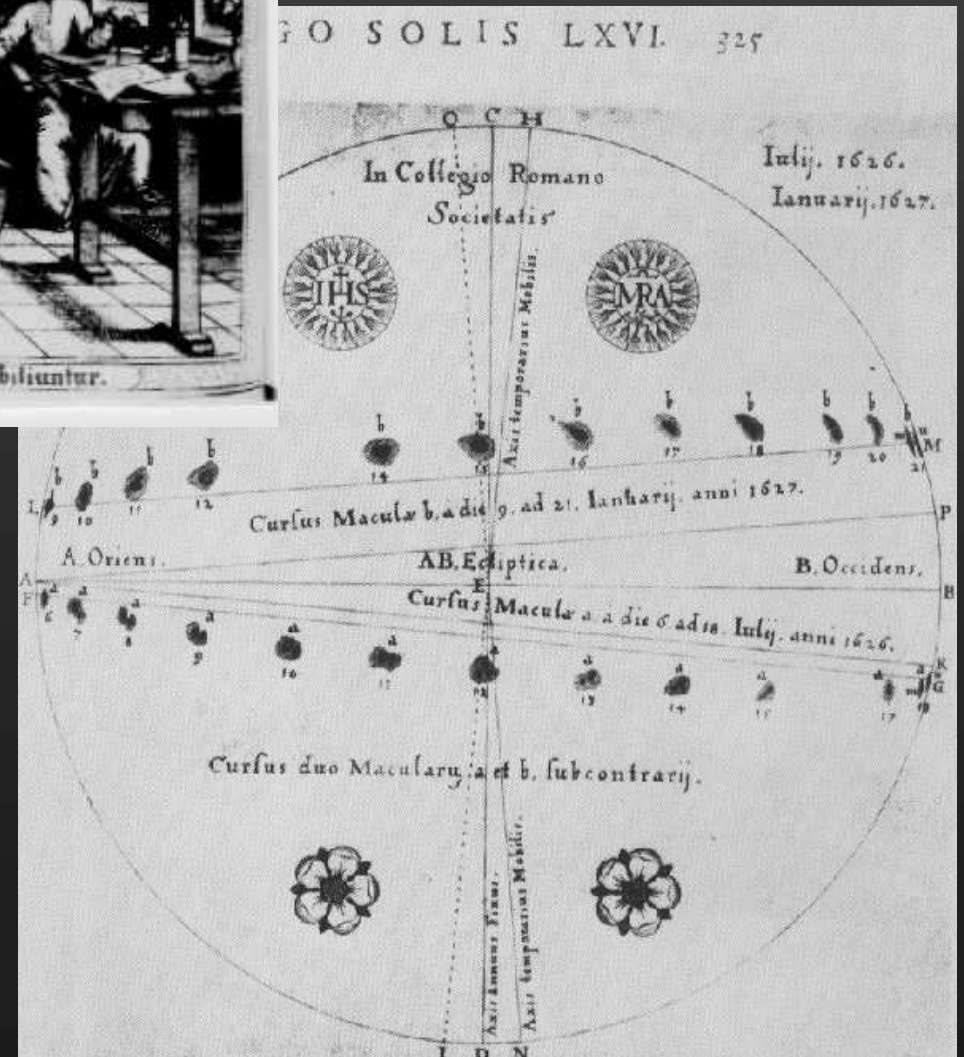 GO SOLIS LXVI. 325
O C H
In Collegio Romano
Societatis
Iulij. 1626.
Ianuarij. 1627.
IHS
MRA
Axis temporarius Mobilis.
biliuntur.
b b b b b b b b b b b b
L 9 10 11 12 14 15 16 17 18 19 20 21 m n M
Cursus Maculæ b, a die 9. ad 21. Ianuarij. anni 1627.
P
A. Oriens.
AB. Ecliptica.
B. Occidens.
A E B
F
Cursus Maculæ a a die 6 ad 18. Iulij. anni 1626.
K
a a a a a a a a a a a
6 7 8 9 10 11 12 13 14 15 17 m 18 G
Cursus duo Macularū a et b. subcontrarij.
Axis Annuus Fixus.
Axis temporarius Mobilis.
I D N